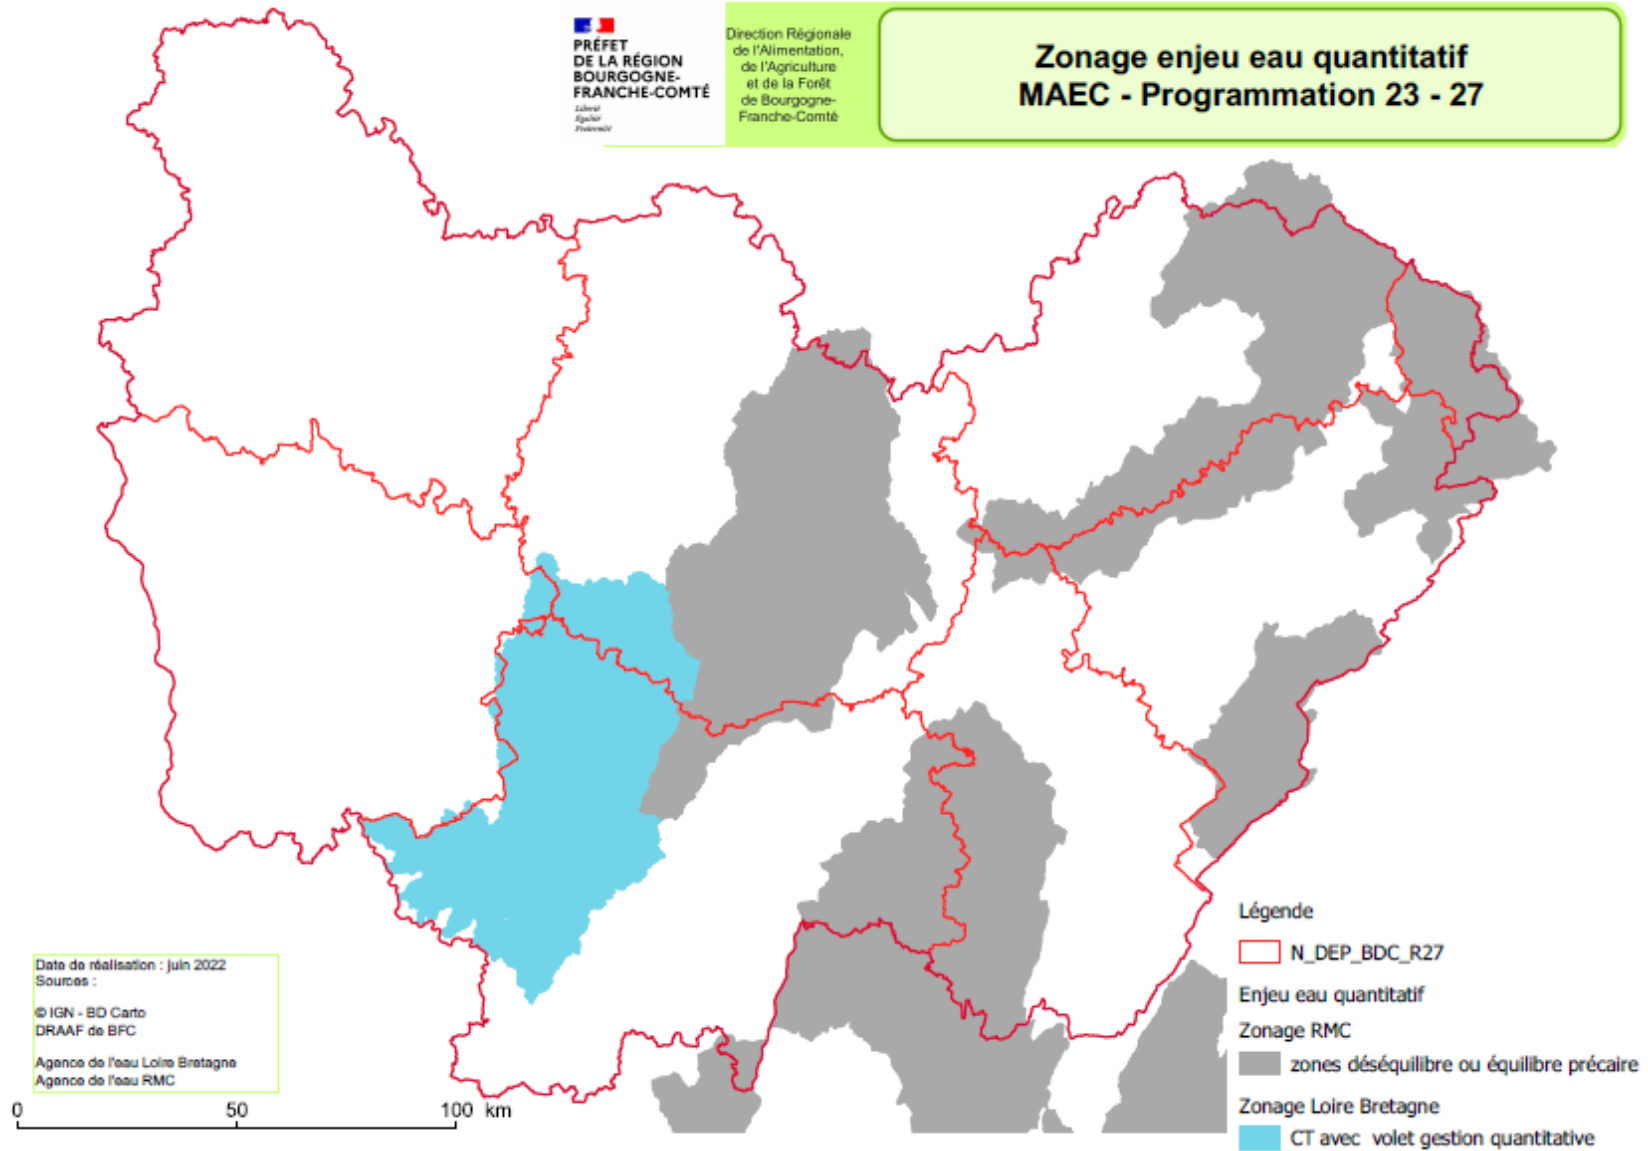 PRÉFET
DE LA RÉGION
BOURGOGNE-
FRANCHE-COMTÉ
Liberté
Égalité
Fraternité
Direction Régionale
de l'Alimentation,
de l'Agriculture
et de la Forêt
de Bourgogne-
Franche-Comté
Zonage enjeu eau quantitatif
MAEC - Programmation 23 - 27
Légende
N_DEP_BDC_R27
Enjeu eau quantitatif
Zonage RMC
zones déséquilibre ou équilibre précaire
Zonage Loire Bretagne
CT avec volet gestion quantitative
Date de réalisation : juin 2022
Sources :
© IGN - BD Carto
DRAAF de BFC
Agence de l'eau Loire Bretagne
Agence de l'eau RMC
0 50 100 km